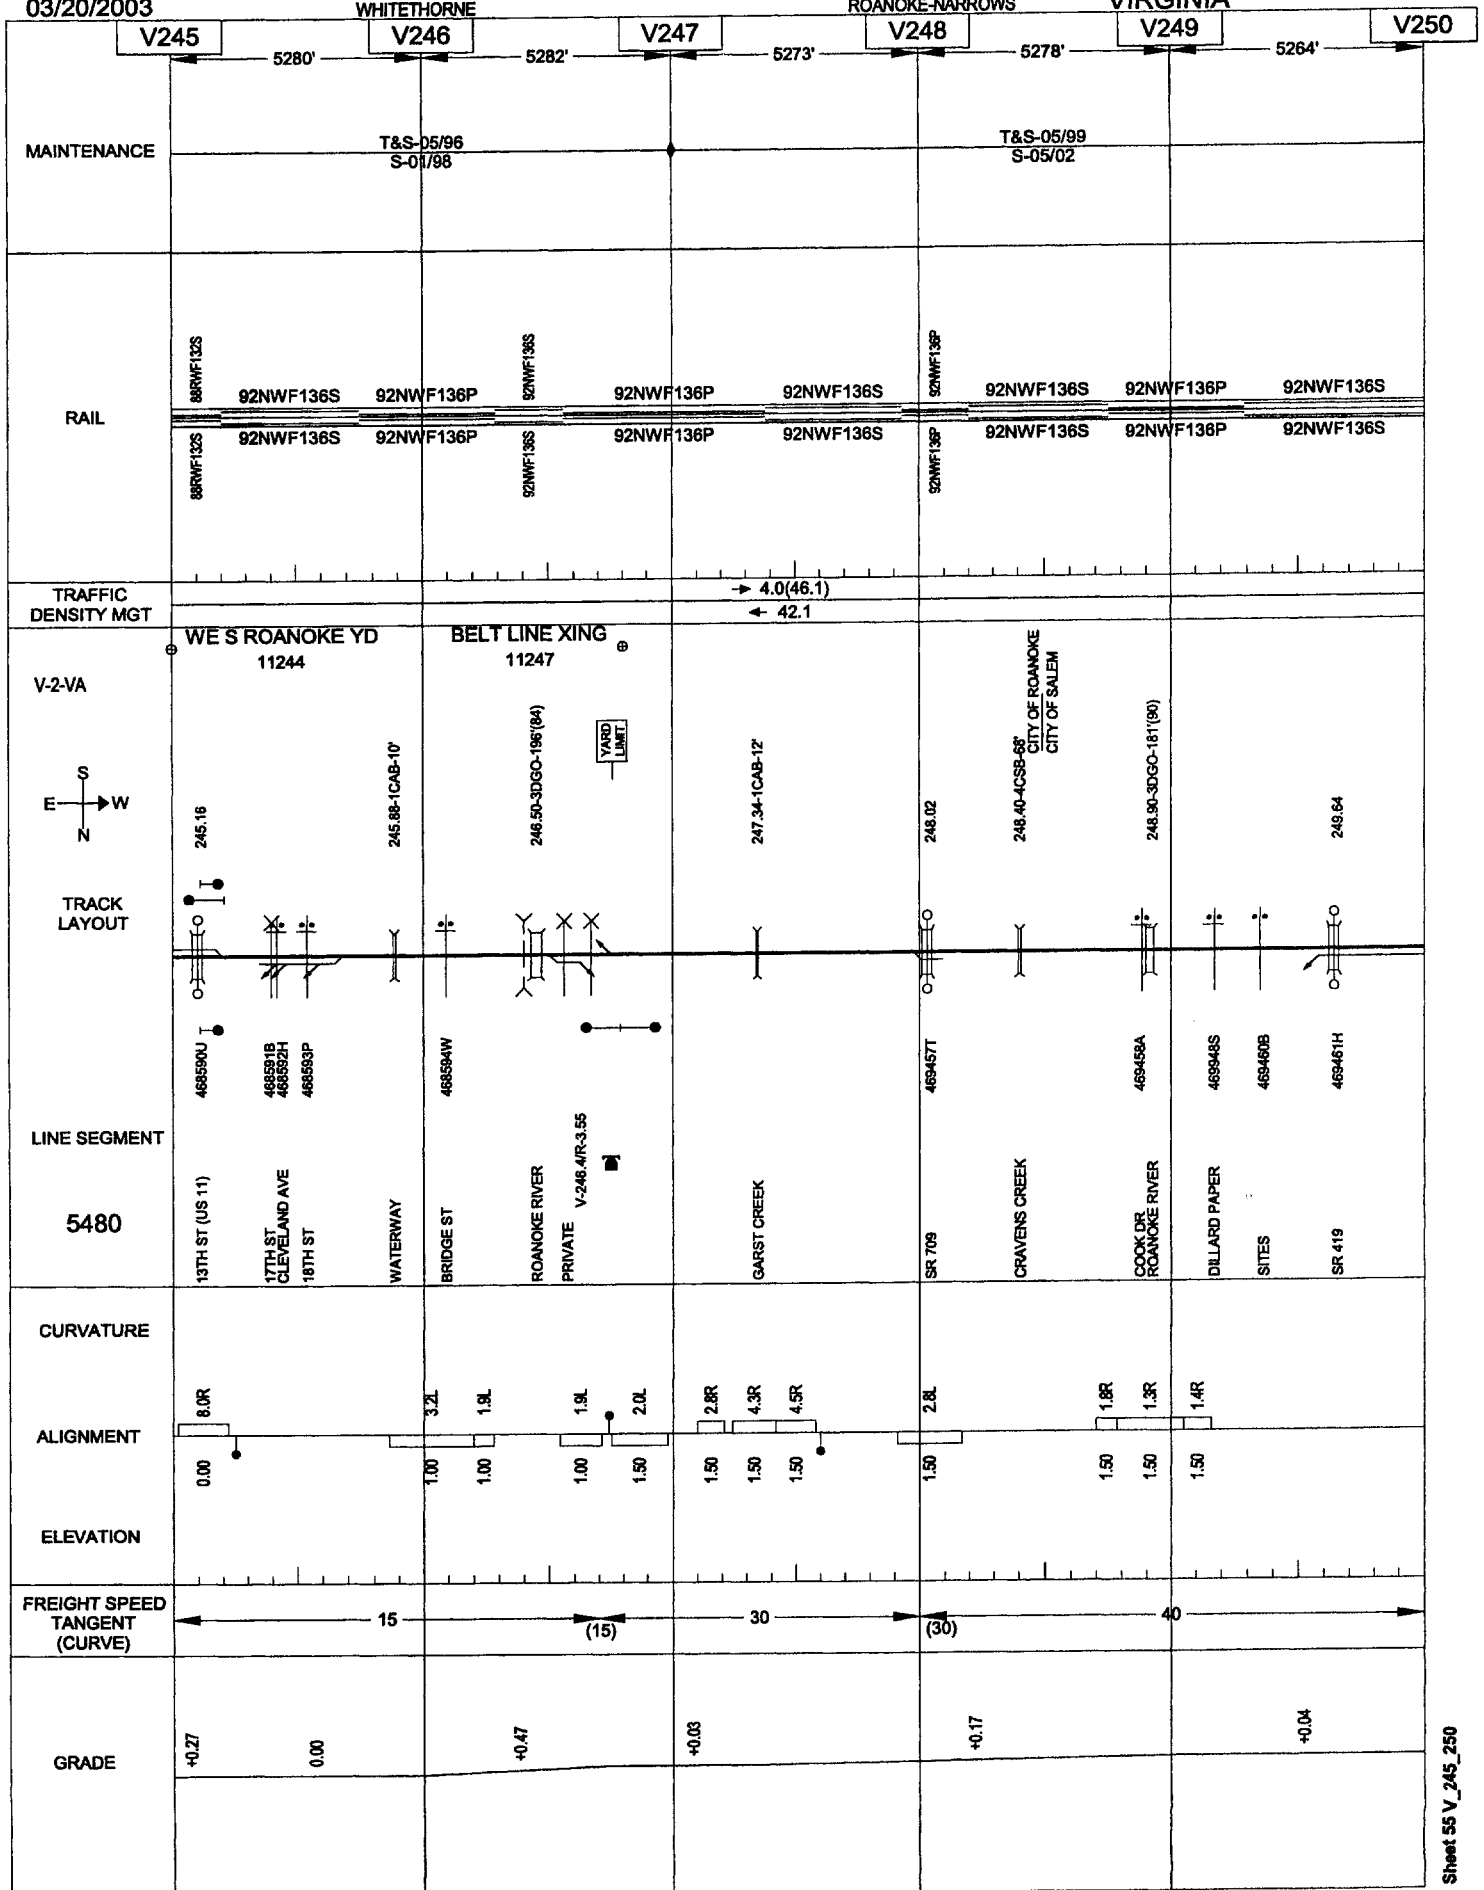 03/20/2003
WHITETHORNE
ROANOKE-NARROWS
VIRGINIA
V245
V246
V247
V248
V249
V250
5280'
5282'
5273'
5278'
5264'
MAINTENANCE
T&S-05/96
S-01/98
T&S-05/99
S-05/02
RAIL
88RWF132S
92NWF136S
92NWF136P
92NWF136S
92NWF136P
92NWF136S
92NWF136P
92NWF136S
92NWF136P
92NWF136S
88RWF132S
92NWF136S
92NWF136P
92NWF136S
92NWF136P
92NWF136S
92NWF136P
92NWF136S
92NWF136P
92NWF136S
TRAFFIC
DENSITY MGT
4.0(46.1)
42.1
WE S ROANOKE YD
11244
BELT LINE XING
11247
V-2-VA
S
E
W
N
YARD
LIMIT
CITY OF ROANOKE
CITY OF SALEM
245.16
245.88-1CAB-10'
246.50-3DGO-196'(84)
247.34-1CAB-12'
248.02
248.40-4CSB-68'
248.90-3DGO-181'(90)
249.64
TRACK
LAYOUT
468590U
468591B
468592H
468593P
468594W
469457T
469458A
469948S
469460B
469461H
LINE SEGMENT
5480
V-246.4/R-3.55
13TH ST (US 11)
17TH ST
CLEVELAND AVE
18TH ST
WATERWAY
BRIDGE ST
ROANOKE RIVER
PRIVATE
GARST CREEK
SR 709
CRAVENS CREEK
COOK DR
ROANOKE RIVER
DILLARD PAPER
SITES
SR 419
CURVATURE
8.0R
3.2L
1.9L
1.9L
2.0L
2.8R
4.3R
4.5R
2.8L
1.8R
1.3R
1.4R
ALIGNMENT
0.00
1.00
1.00
1.00
1.50
1.50
1.50
1.50
1.50
1.50
1.50
1.50
ELEVATION
FREIGHT SPEED
TANGENT
(CURVE)
15
(15)
30
(30)
40
GRADE
+0.27
0.00
+0.47
+0.03
+0.17
+0.04
Sheet 55 V_245_250